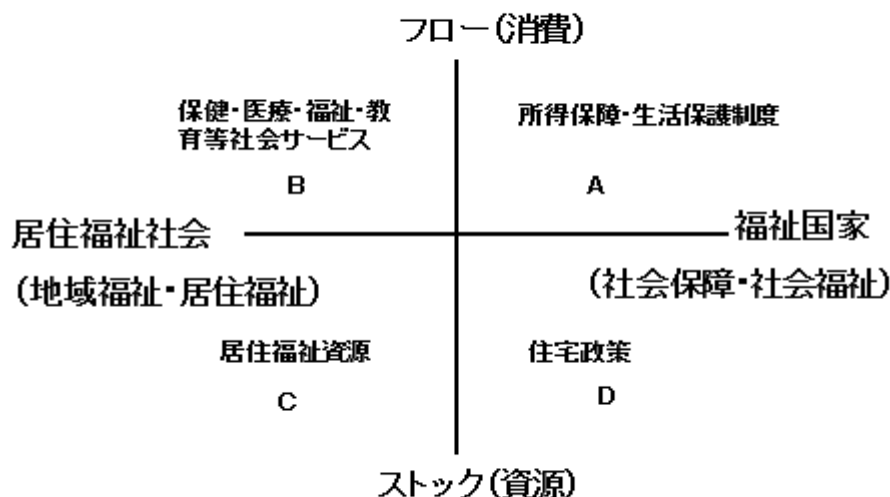 フロー(消費)
保健・医療・福祉・教
育等社会サービス
B
所得保障・生活保護制度
A
居住福祉社会
(地域福祉・居住福祉)
福祉国家
(社会保障・社会福祉)
居住福祉資源
C
住宅政策
D
ストック(資源)